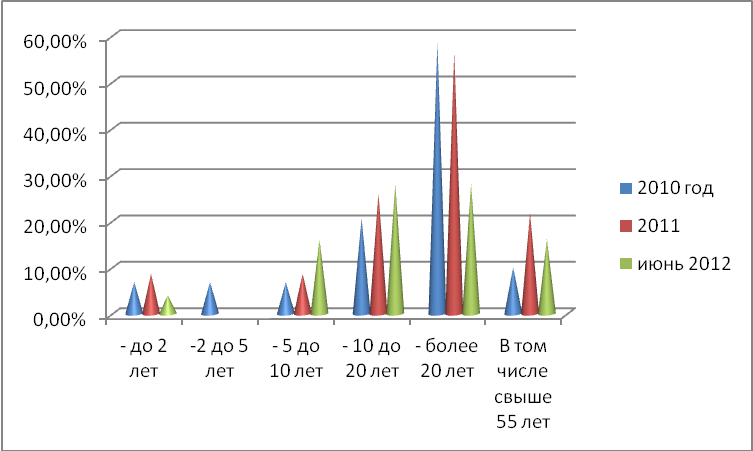 60,00%
50,00%
40,00%
30,00%
20,00%
10,00%
0,00%
- до 2
лет
-2 до 5
лет
- 5 до
10 лет
- 10 до
20 лет
- более
20 лет
В том
числе
свыше
55 лет
2010 год
2011
июнь 2012